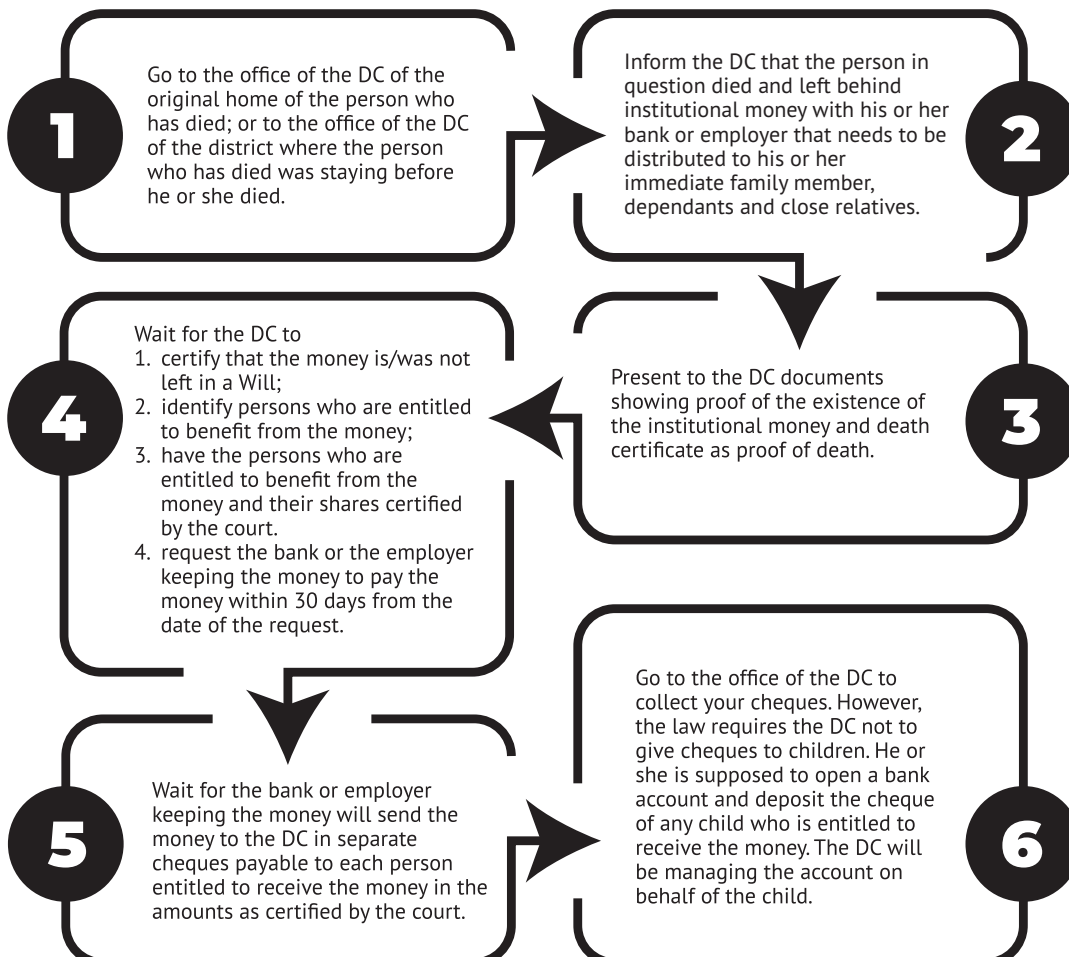 1
Go to the office of the DC of the
original home of the person who
has died; or to the office of the DC
of the district where the person
who has died was staying before
he or she died.
2
Inform the DC that the person in
question died and left behind
institutional money with his or her
bank or employer that needs to be
distributed to his or her
immediate family member,
dependants and close relatives.
3
Present to the DC documents
showing proof of the existence of
the institutional money and death
certificate as proof of death.
4
Wait for the DC to
1. certify that the money is/was not
left in a Will;
2. identify persons who are entitled
to benefit from the money;
3. have the persons who are
entitled to benefit from the
money and their shares certified
by the court.
4. request the bank or the employer
keeping the money to pay the
money within 30 days from the
date of the request.
5
Wait for the bank or employer
keeping the money will send the
money to the DC in separate
cheques payable to each person
entitled to receive the money in the
amounts as certified by the court.
6
Go to the office of the DC to
collect your cheques. However,
the law requires the DC not to
give cheques to children. He or
she is supposed to open a bank
account and deposit the cheque
of any child who is entitled to
receive the money. The DC will
be managing the account on
behalf of the child.